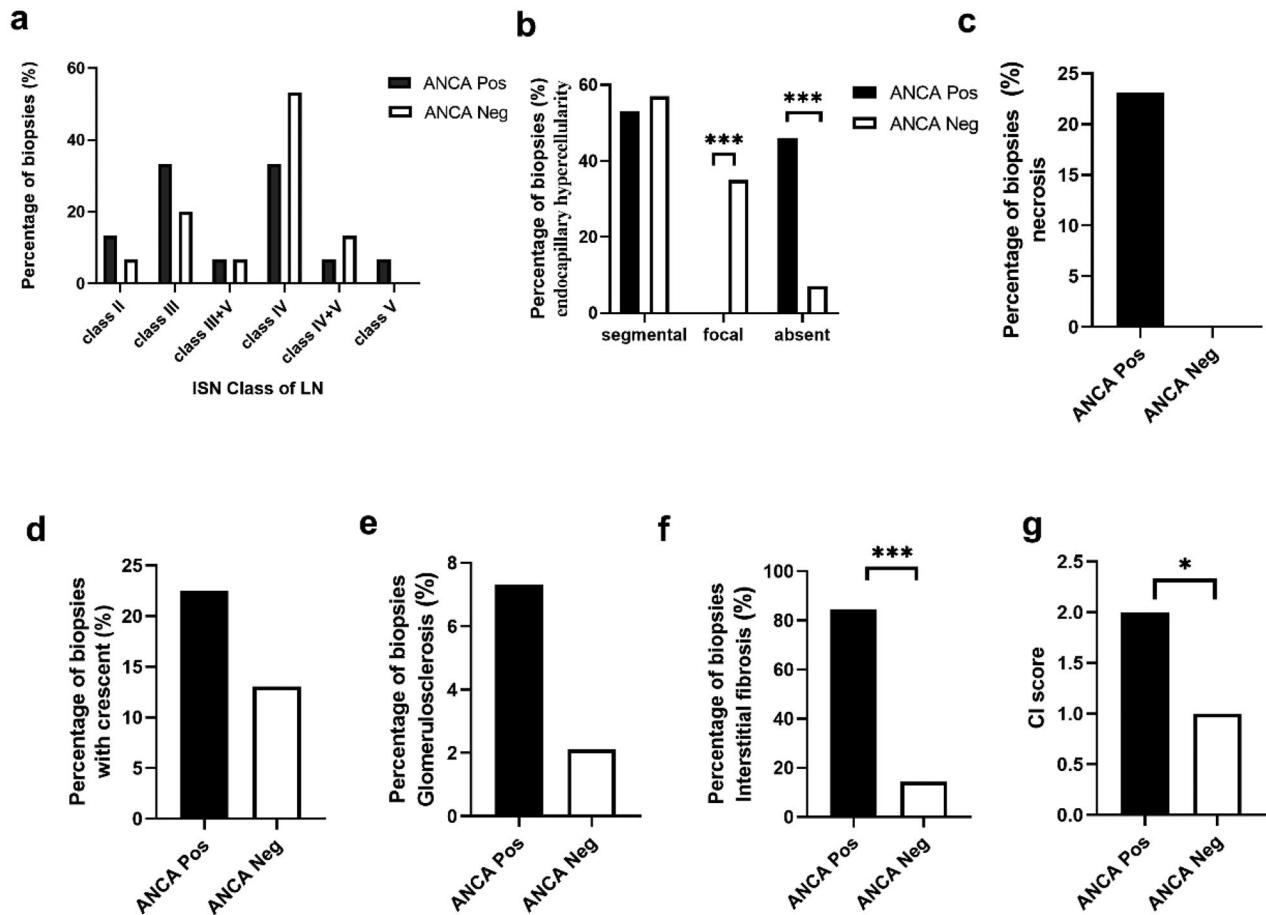 a
Percentage of biopsies (%)
60
40
20
0
class II
class III
class III+V
class IV
class IV+V
class V
ISN Class of LN
ANCA Pos
ANCA Neg
b
Percentage of biopsies (%)
endocapillary hypercellularity
60
40
20
0
segmental
focal
absent
***
***
ANCA Pos
ANCA Neg
c
Percentage of biopsies (%)
necrosis
25
20
15
10
5
0
ANCA Pos
ANCA Neg
d
Percentage of biopsies
with crescent (%)
25
20
15
10
5
0
ANCA Pos
ANCA Neg
e
Percentage of biopsies
Glomerulosclerosis (%)
8
6
4
2
0
ANCA Pos
ANCA Neg
f
Percentage of biopsies
Interstitial fibrosis (%)
100
80
60
40
20
0
***
ANCA Pos
ANCA Neg
g
CI score
2.5
2.0
1.5
1.0
0.5
0.0
*
ANCA Pos
ANCA Neg